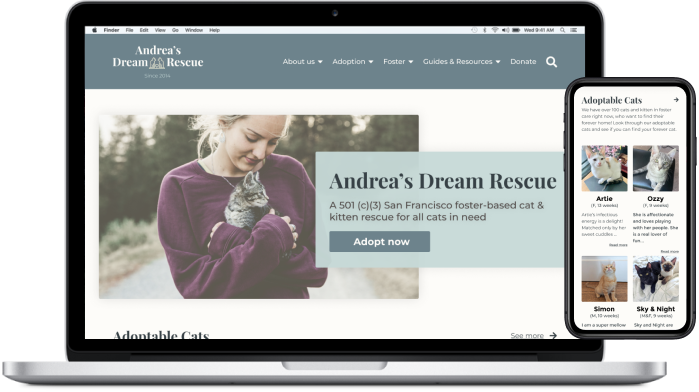 Finder File Edit View Go Window Help
Wed 9:41 AM
Andrea's
Dream Rescue
Since 2014
About us Adoption Foster Guides & Resources Donate
Andrea's Dream Rescue
A 501 (c)(3) San Francisco foster-based cat &
kitten rescue for all cats in need
Adopt now
Adoptable Cats
See more →
Adoptable Cats →
We have over 100 cats and kitten in foster
care right now, who want to find their
forever home! Look through our adoptable
cats and see if you can find your forever cat.
Artie
(F, 13 weeks)
Artie's infectious
energy is a delight!
Matched only by her
sweet cuddles...
Read more
Ozzy
(F, 9 weeks)
She is affectionate
and loves playing
with her people. She
is a real lover of
fun...
Read more
Simon
(M, 10 weeks)
I am a super mellow
Sky & Night
(M&F, 9 weeks)
Sky and Night are